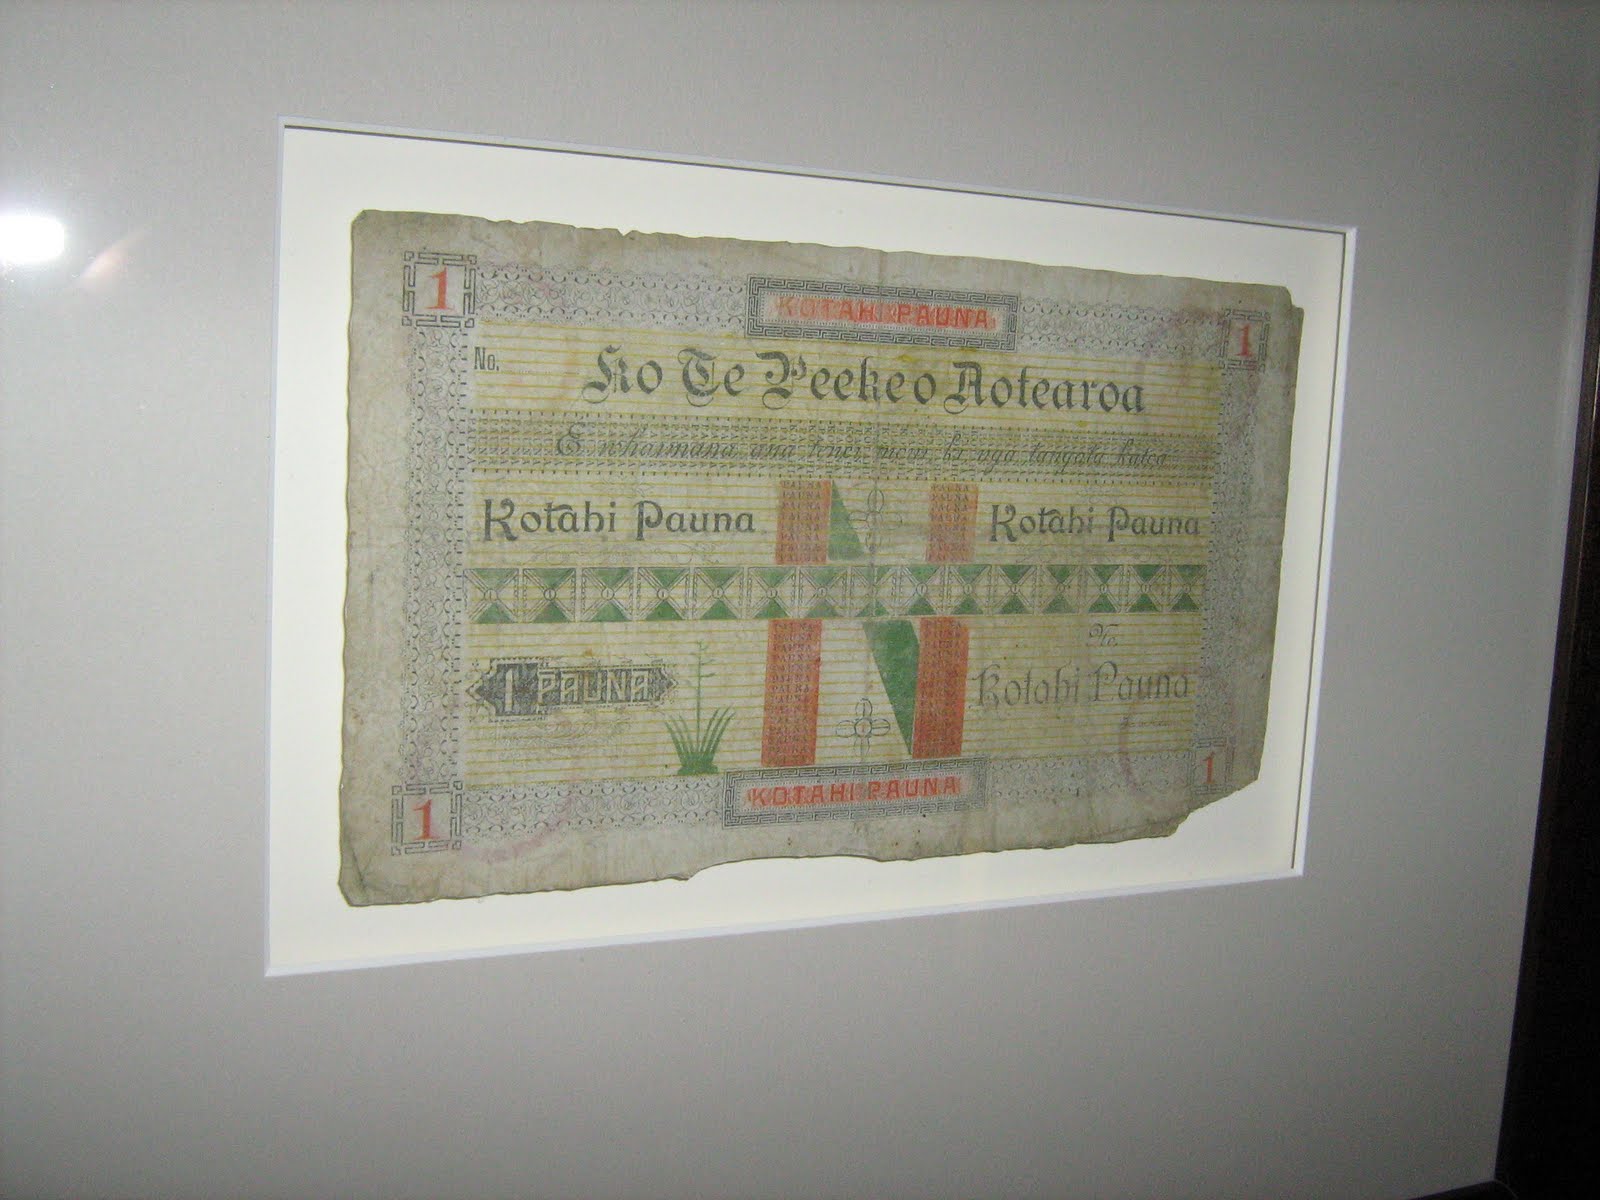 1 KOTAHI PAUNA 1
No.
Ko Te Peeke o Aotearoa
E whaimana ana tenei moni ki nga tangata katoa
Kotahi Pauna Kotahi Pauna
1 PAUNA
Mo
Kotahi Pauna
1 KOTAHI PAUNA 1